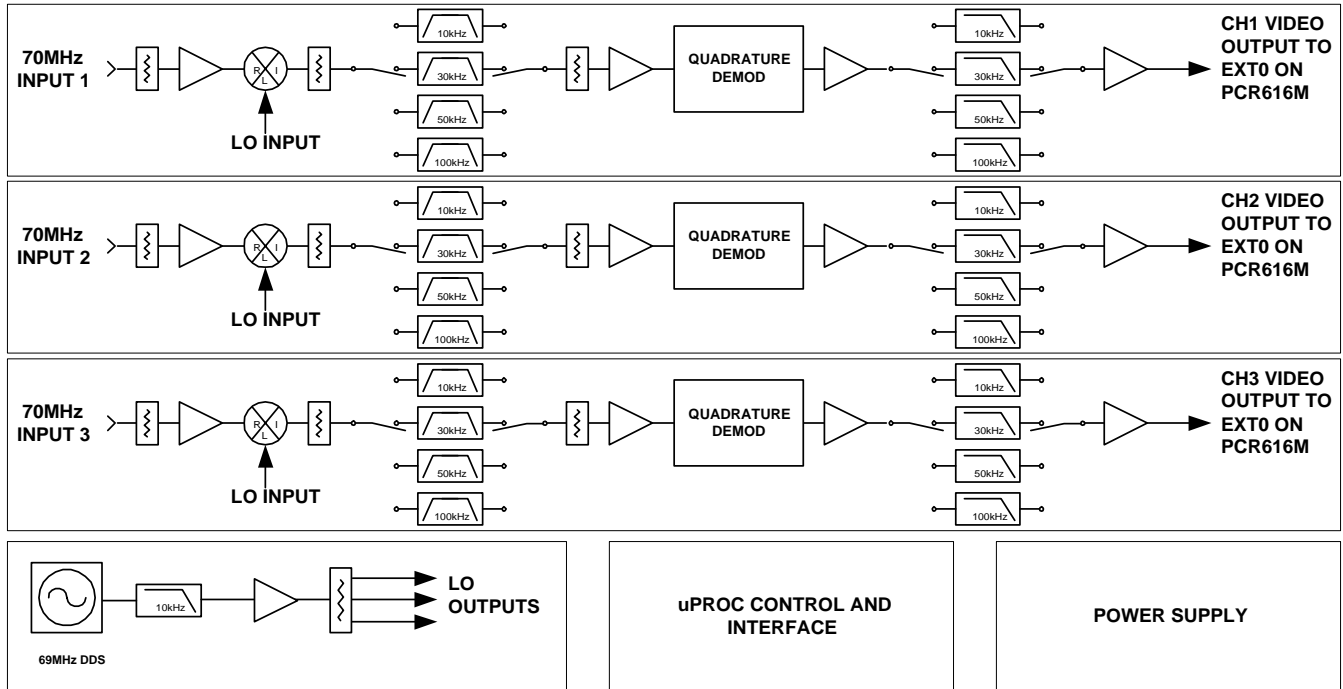 10kHz
10kHz
70MHz
INPUT 1
R
I
L
30kHz
QUADRATURE
DEMOD
30kHz
CH1 VIDEO
OUTPUT TO
EXT0 ON
PCR616M
LO INPUT
50kHz
50kHz
100kHz
100kHz
10kHz
10kHz
70MHz
INPUT 2
R
I
L
30kHz
QUADRATURE
DEMOD
30kHz
CH2 VIDEO
OUTPUT TO
EXT0 ON
PCR616M
LO INPUT
50kHz
50kHz
100kHz
100kHz
10kHz
10kHz
70MHz
INPUT 3
R
I
L
30kHz
QUADRATURE
DEMOD
30kHz
CH3 VIDEO
OUTPUT TO
EXT0 ON
PCR616M
LO INPUT
50kHz
50kHz
100kHz
100kHz
10kHz
LO
OUTPUTS
69MHz DDS
uPROC CONTROL AND
INTERFACE
POWER SUPPLY